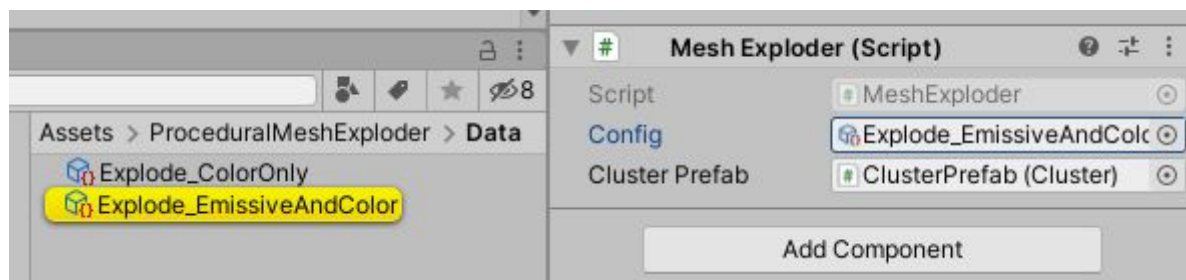 8
Assets > ProceduralMeshExploder > Data
Explode_ColorOnly
Explode_EmissiveAndColor
# Mesh Exploder (Script)
Script # MeshExploder
Config Explode_EmissiveAndColc
Cluster Prefab # ClusterPrefab (Cluster)
Add Component